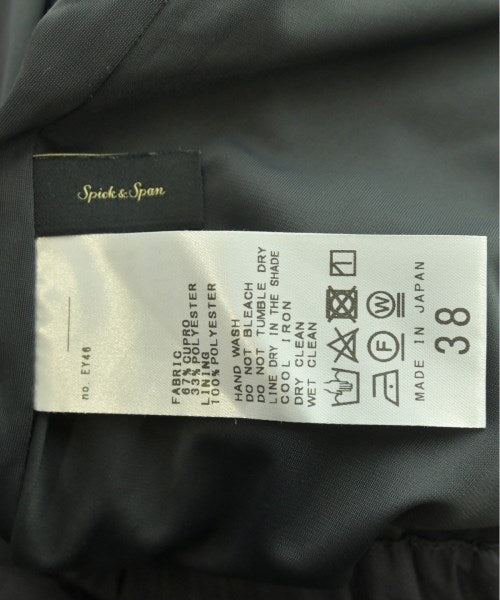 Spick & Span
no. EY46
FABRIC
67% CUPRO
33% POLYESTER
LINING
100% POLYESTER
HAND WASH
DO NOT BLEACH
DO NOT TUMBLE DRY
LINE DRY IN THE SHADE
COOL IRON
DRY CLEAN
WET CLEAN
F W
MADE IN JAPAN
38